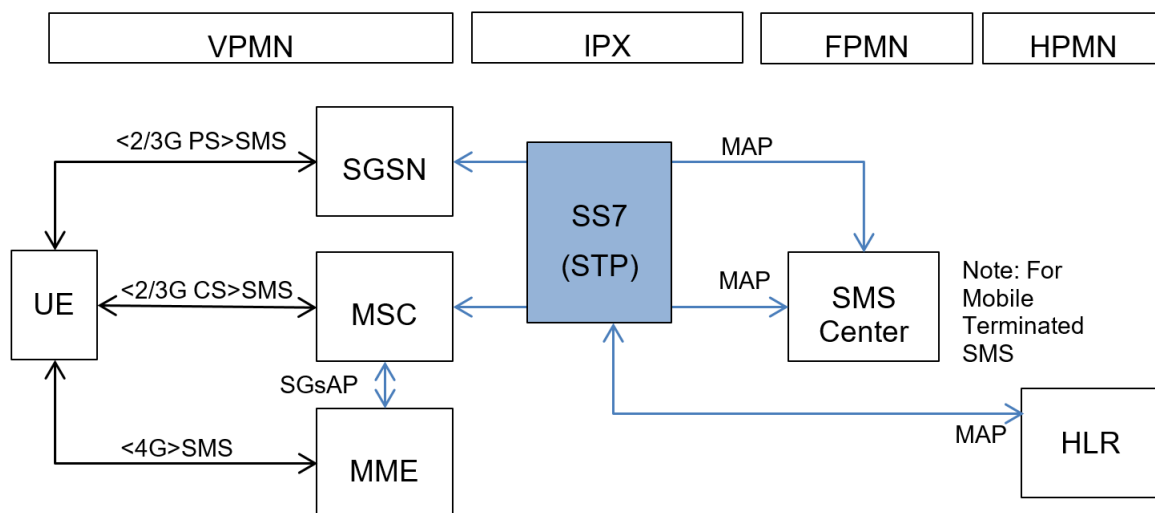 VPMN
IPX
FPMN
HPMN
<2/3G PS>SMS
SGSN
MAP
SS7
(STP)
UE
<2/3G CS>SMS
MSC
MAP
SMS
Center
Note: For
Mobile
Terminated
SMS
SGsAP
<4G>SMS
MME
MAP
HLR